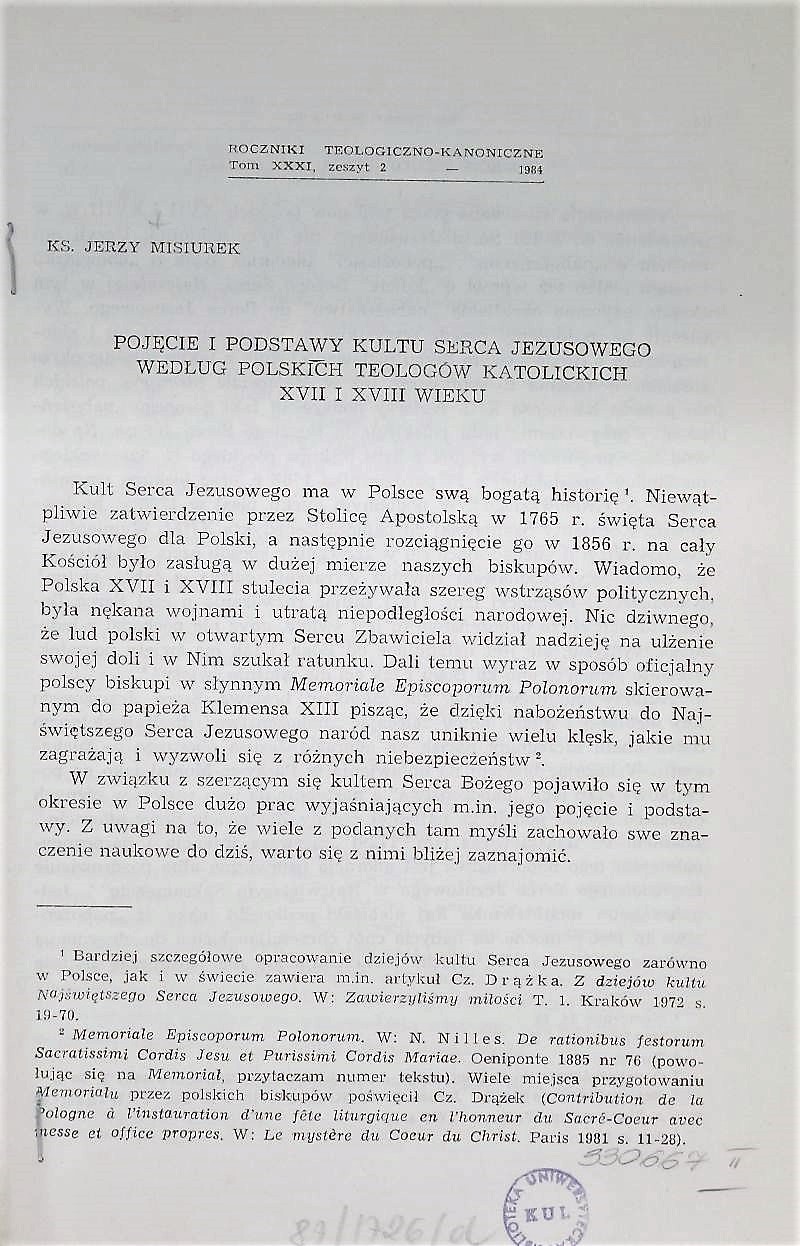 ROCZNIKI TEOLOGICZNO-KANONICZNE
Tom XXXI, zeszyt 2 — 1984
KS. JERZY MISIUREK
POJĘCIE I PODSTAWY KULTU SERCA JEZUSOWEGO
WEDŁUG POLSKICH TEOLOGÓW KATOLICKICH
XVII I XVIII WIEKU
Kult Serca Jezusowego ma w Polsce swą bogatą historię ¹. Niewąt-
pliwie zatwierdzenie przez Stolicę Apostolską w 1765 r. święta Serca
Jezusowego dla Polski, a następnie rozciągnięcie go w 1856 r. na cały
Kościół było zasługą w dużej mierze naszych biskupów. Wiadomo, że
Polska XVII i XVIII stulecia przeżywała szereg wstrząsów politycznych,
była nękana wojnami i utratą niepodległości narodowej. Nic dziwnego,
że lud polski w otwartym Sercu Zbawiciela widział nadzieję na ulżenie
swojej doli i w Nim szukał ratunku. Dali temu wyraz w sposób oficjalny
polscy biskupi w słynnym Memoriale Episcoporum Polonorum skierowa-
nym do papieża Klemensa XIII pisząc, że dzięki nabożeństwu do Naj-
świętszego Serca Jezusowego naród nasz uniknie wielu klęsk, jakie mu
zagrażają i wyzwoli się z różnych niebezpieczeństw ².
W związku z szerzącym się kultem Serca Bożego pojawiło się w tym
okresie w Polsce dużo prac wyjaśniających m.in. jego pojęcie i podsta-
wy. Z uwagi na to, że wiele z podanych tam myśli zachowało swe zna-
czenie naukowe do dziś, warto się z nimi bliżej zaznajomić.
¹ Bardziej szczegółowe opracowanie dziejów kultu Serca Jezusowego zarówno
w Polsce, jak i w świecie zawiera m.in. artykuł Cz. Drążka. Z dziejów kultu
Najświętszego Serca Jezusowego. W: Zawierzyliśmy miłości T. 1. Kraków 1972 s.
19-70.
² Memoriale Episcoporum Polonorum. W: N. Nilles. De rationibus festorum
Sacratissimi Cordis Jesu et Purissimi Cordis Mariae. Oeniponte 1885 nr 76 (powo-
łując się na Memoriał, przytaczam numer tekstu). Wiele miejsca przygotowaniu
Memoriału przez polskich biskupów poświęcił Cz. Drążek (Contribution de la
Pologne à l'instauration d'une fête liturgique en l'honneur du Sacré-Coeur avec
messe et office propres. W: Le mystère du Coeur du Christ. Paris 1981 s. 11-28).
330667 II
BIBLIOTEKA UNIWERSYTECKA
KUL
87/1726/d